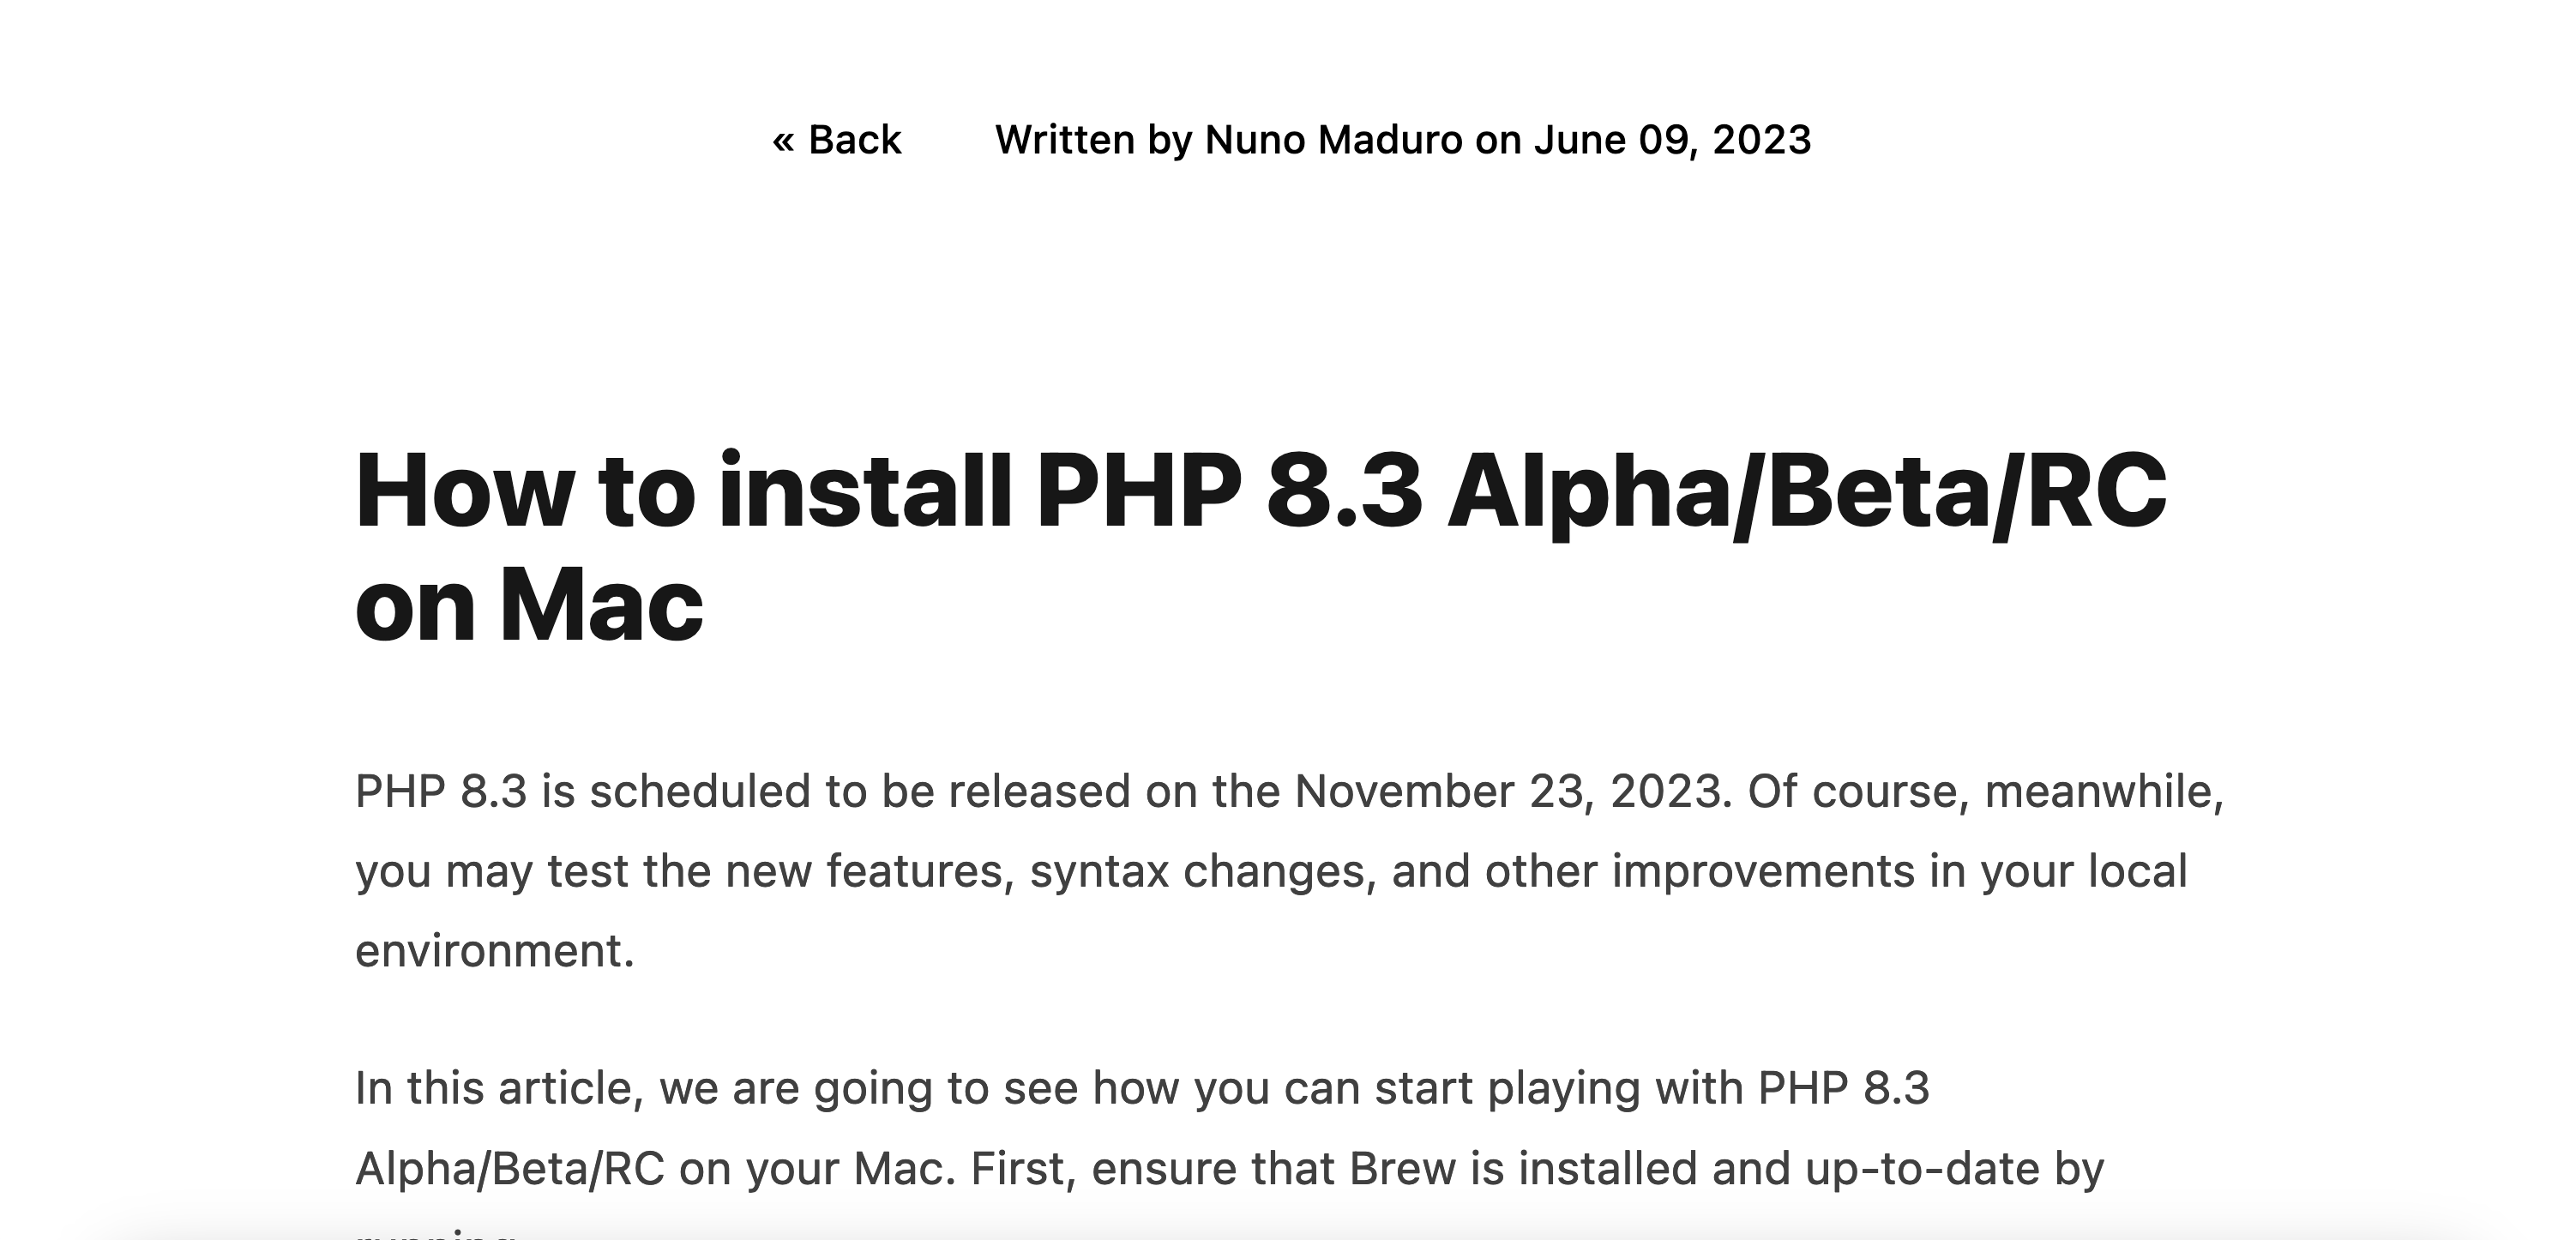 « Back Written by Nuno Maduro on June 09, 2023
How to install PHP 8.3 Alpha/Beta/RC
on Mac
PHP 8.3 is scheduled to be released on the November 23, 2023. Of course, meanwhile,
you may test the new features, syntax changes, and other improvements in your local
environment.
In this article, we are going to see how you can start playing with PHP 8.3
Alpha/Beta/RC on your Mac. First, ensure that Brew is installed and up-to-date by